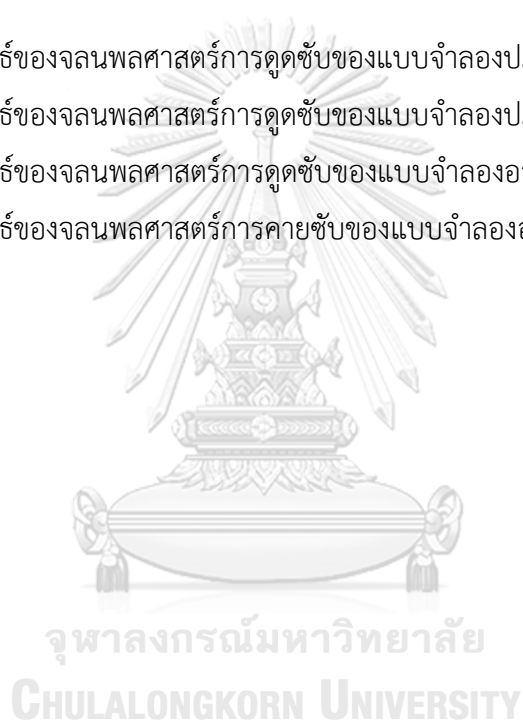 ธ์ของจลนพลศาสตร์การดูดซับของแบบจำลองป
ธ์ของจลนพลศาสตร์การดูดซับของแบบจำลองป
ธ์ของจลนพลศาสตร์การดูดซับของแบบจำลองอ
ธ์ของจลนพลศาสตร์การคายซับของแบบจำลอง
จุฬาลงกรณ์มหาวิทยาลัย
CHULALONGKORN UNIVERSITY